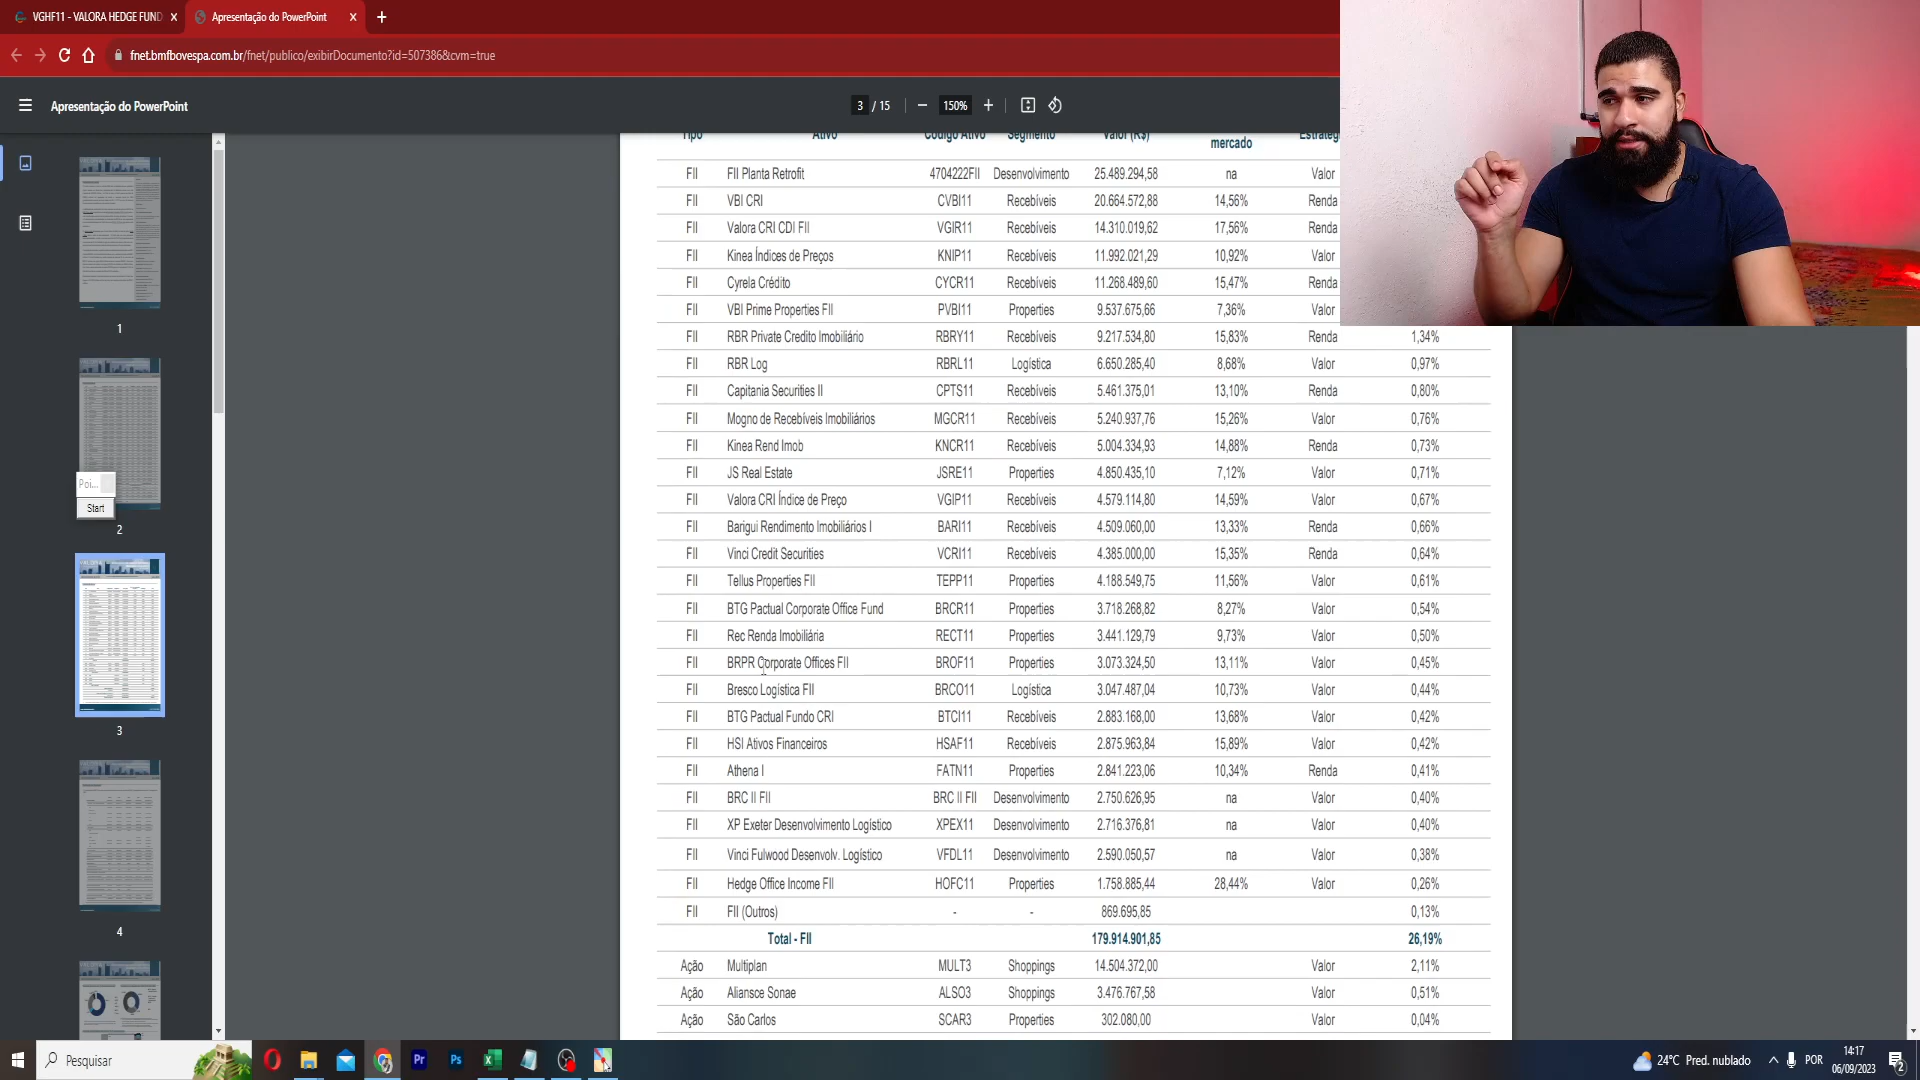 VGHF11 - VALORA HEDGE FUND
Apresentação do PowerPoint
fnet.bmfbovespa.com.br/fnet/publico/exibirDocumento?id=507386&cvm=true
Apresentação do PowerPoint
3 / 15
150%
Tipo Ativo Código Ativo Segmento Valor (R$) mercado
FII FII Planta Retrofit 4704222FII Desenvolvimento 25.489.294,58 na Valor
FII VBI CRI CVBI11 Recebíveis 20.664.572,88 14,56% Renda
FII Valora CRI CDI FII VGIR11 Recebíveis 14.310.019,62 17,56% Renda
FII Kinea Índices de Preços KNIP11 Recebíveis 11.992.021,29 10,92% Valor
FII Cyrela Crédito CYCR11 Recebíveis 11.268.489,60 15,47% Renda
FII VBI Prime Properties FII PVBI11 Properties 9.537.675,66 7,36% Valor
FII RBR Private Credito Imobiliário RBRY11 Recebíveis 9.217.534,80 15,83% Renda 1,34%
FII RBR Log RBRL11 Logística 6.650.285,40 8,68% Valor 0,97%
FII Capitania Securities II CPTS11 Recebíveis 5.461.375,01 13,10% Renda 0,80%
FII Mogno de Recebíveis Imobiliários MGCR11 Recebíveis 5.240.937,76 15,26% Valor 0,76%
FII Kinea Rend Imob KNCR11 Recebíveis 5.004.334,93 14,88% Renda 0,73%
FII JS Real Estate JSRE11 Properties 4.850.435,10 7,12% Valor 0,71%
FII Valora CRI Índice de Preço VGIP11 Recebíveis 4.579.114,80 14,59% Valor 0,67%
FII Barigui Rendimento Imobiliários I BARI11 Recebíveis 4.509.060,00 13,33% Renda 0,66%
FII Vinci Credit Securities VCRI11 Recebíveis 4.385.000,00 15,35% Renda 0,64%
FII Tellus Properties FII TEPP11 Properties 4.188.549,75 11,56% Valor 0,61%
FII BTG Pactual Corporate Office Fund BRCR11 Properties 3.718.268,82 8,27% Valor 0,54%
FII Rec Renda Imobiliária RECT11 Properties 3.441.129,79 9,73% Valor 0,50%
FII BRPR Corporate Offices FII BROF11 Properties 3.073.324,50 13,11% Valor 0,45%
FII Bresco Logística FII BRCO11 Logística 3.047.487,04 10,73% Valor 0,44%
FII BTG Pactual Fundo CRI BTCI11 Recebíveis 2.883.168,00 13,68% Valor 0,42%
FII HSI Ativos Financeiros HSAF11 Recebíveis 2.875.963,84 15,89% Valor 0,42%
FII Athena I FATN11 Properties 2.841.223,06 10,34% Renda 0,41%
FII BRC II FII BRC II FII Desenvolvimento 2.750.626,95 na Valor 0,40%
FII XP Exeter Desenvolvimento Logístico XPEX11 Desenvolvimento 2.716.376,81 na Valor 0,40%
FII Vinci Fulwood Desenvolv. Logístico VFDL11 Desenvolvimento 2.590.050,57 na Valor 0,38%
FII Hedge Office Income FII HOFC11 Properties 1.758.885,44 28,44% Valor 0,26%
FII FII (Outros) - - 869.695,85 0,13%
Total - FII 179.914.901,85 26,19%
Ação Multiplan MULT3 Shoppings 14.504.372,00 Valor 2,11%
Ação Aliansce Sonae ALSO3 Shoppings 3.476.767,58 Valor 0,51%
Ação São Carlos SCAR3 Properties 302.080,00 Valor 0,04%
1
Poi...
Start
2
3
4
Pesquisar
Pr
Ps
24°C Pred. nublado
POR
14:17
06/09/2023
2